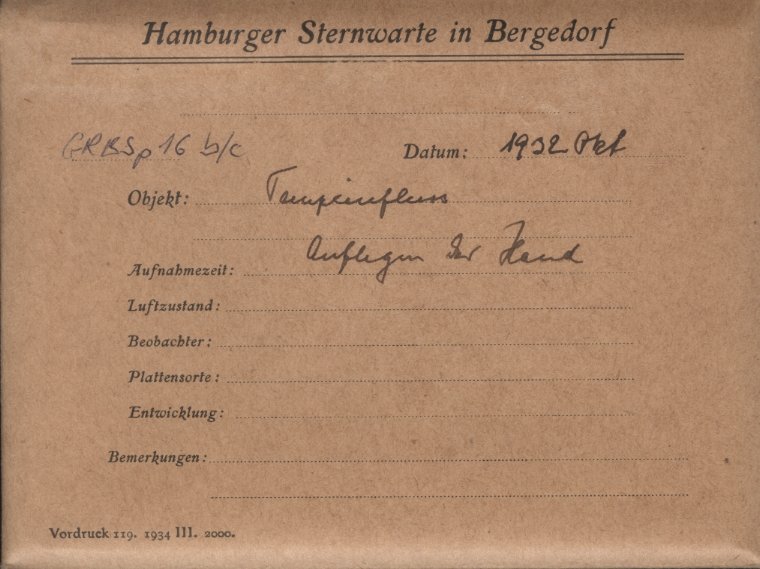 Hamburger Sternwarte in Bergedorf
GRBSp 16 b/c Datum: 1932 Okt
Objekt: Tempeinfluss
Auflegen der Hand
Aufnahmezeit:
Luftzustand:
Beobachter:
Plattensorte:
Entwicklung:
Bemerkungen:
Vordruck 119. 1934 III. 2000.